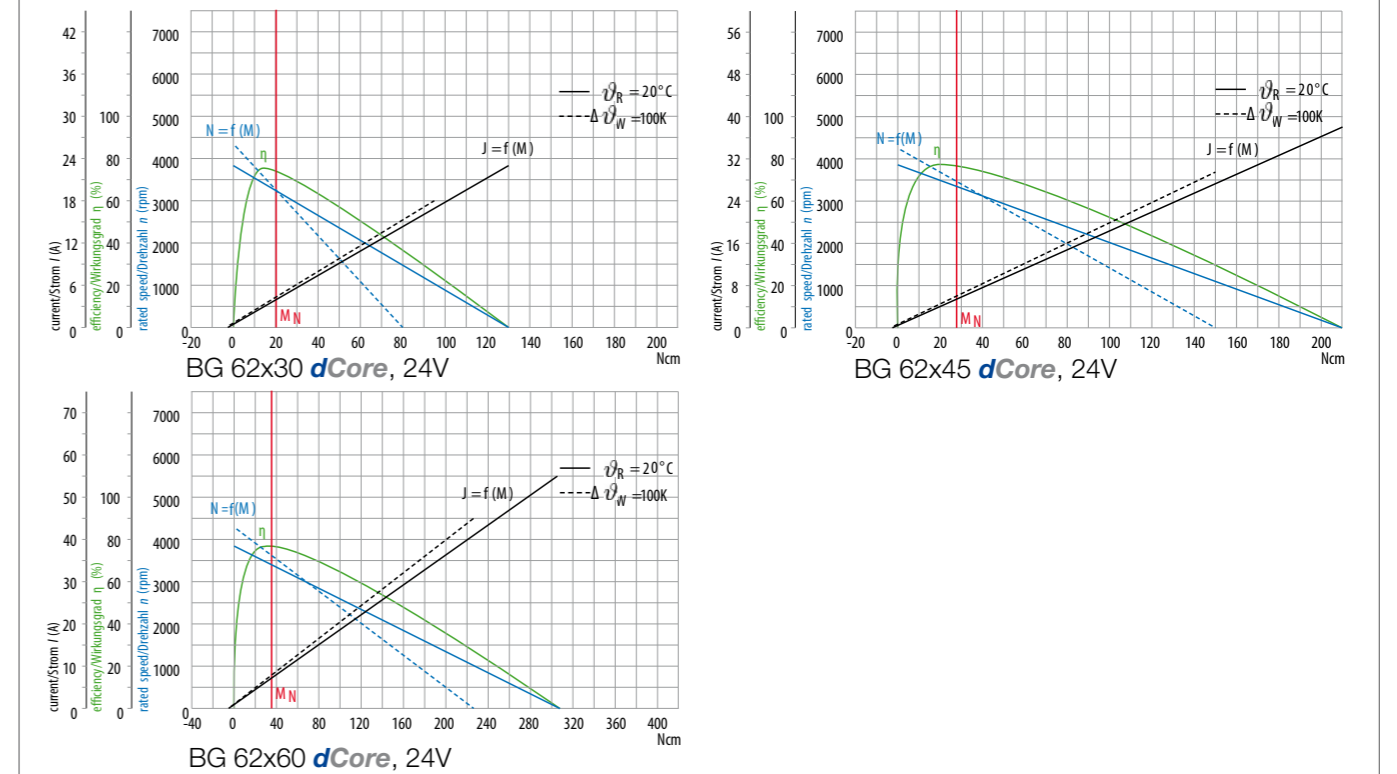 42 36 30 24 18 12 6 0
current/Strom I (A)
100 80 60 40 20 0
efficiency/Wirkungsgrad η (%)
7000 6000 5000 4000 3000 2000 1000 0
rated speed/Drehzahl n (rpm)
N = f (M)
η
J = f (M)
ϑR = 20°C
Δ ϑW =100K
MN
-20 0 20 40 60 80 100 120 140 160 180 200
Ncm
BG 62x30 dCore, 24V
56 48 40 32 24 16 8 0
current/Strom I (A)
100 80 60 40 20 0
efficiency/Wirkungsgrad η (%)
7000 6000 5000 4000 3000 2000 1000 0
rated speed/Drehzahl n (rpm)
N=f(M)
η
J = f (M)
ϑR = 20°C
Δ ϑW =100K
MN
-20 0 20 40 60 80 100 120 140 160 180 200
Ncm
BG 62x45 dCore, 24V
70 60 50 40 30 20 10 0
current/Strom I (A)
100 80 60 40 20 0
efficiency/Wirkungsgrad η (%)
7000 6000 5000 4000 3000 2000 1000 0
rated speed/Drehzahl n (rpm)
N =f(M)
η
J = f (M)
ϑR = 20°C
Δ ϑW =100K
MN
-40 0 40 80 120 160 200 240 280 320 360 400
Ncm
BG 62x60 dCore, 24V